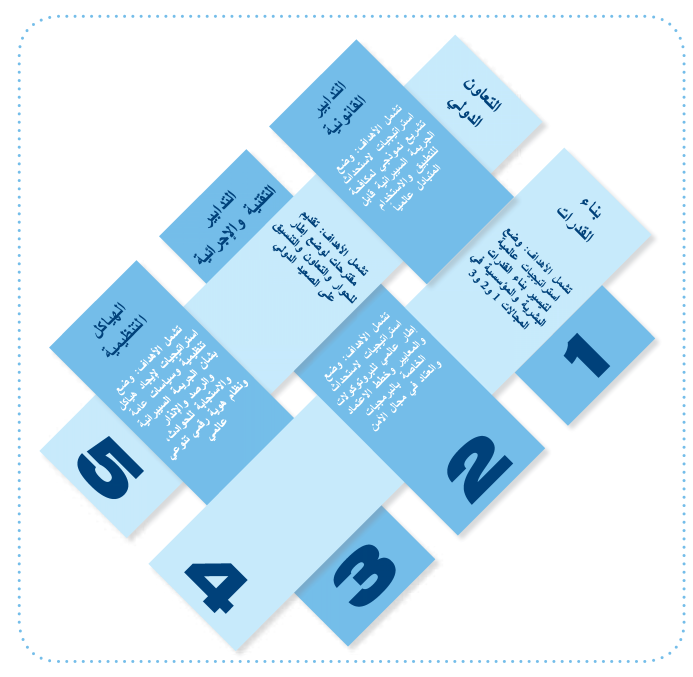 التدابير
القانونية
تشمل الأهداف: وضع
استراتيجيات لاستحداث
تشريع نموذجي لمكافحة
الجريمة السيبرانية قابل
للتطبيق والاستخدام
المتبادل عالميا
1
التدابير
التقنية والإجرائية
تشمل الأهداف: وضع
استراتيجيات لاستحداث
إطار عالمي للبروتوكولات
والمعايير وخطط الاعتماد
الخاصة بالبرمجيات
والعتاد في مجال الأمن
2
الهياكل
التنظيمية
تشمل الأهداف: وضع
استراتيجيات لإيجاد هياكل
تنظيمية وسياسات عامة
بشأن الجريمة السيبرانية
والرصد والإنذار
والاستجابة للحوادث،
ونظام هوية رقمي تنوعي
عالمي
3
بناء
القدرات
تشمل الأهداف: وضع
استراتيجيات عالمية
لتيسير بناء القدرات
البشرية والمؤسسية في
المجالات 1 و2 و3
4
التعاون
الدولي
تشمل الأهداف: تقديم
مقترحات لوضع إطار
للحوار والتعاون والتنسيق
على الصعيد الدولي
5